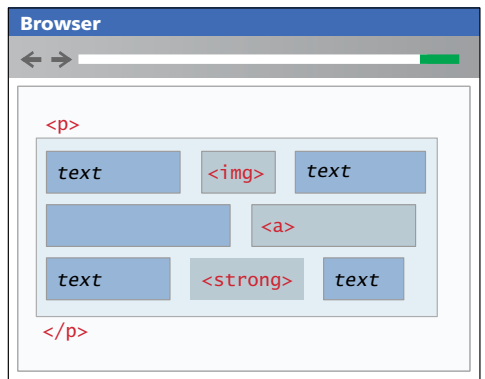 Browser
<p>
text <img> text
<a>
text <strong> text
</p>